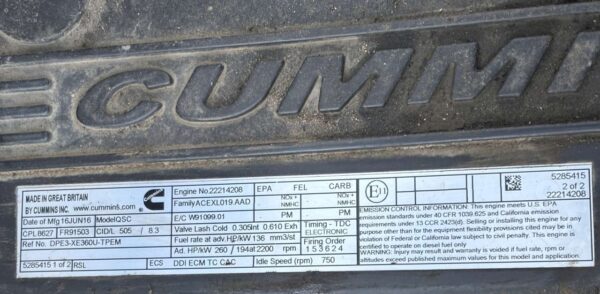 CUMMI
MADE IN GREAT BRITAIN
BY CUMMINS INC. www.cummins.com
Engine No.22214208 EPA FEL CARB
Date of Mfg 16JUN16 Model QSC
Family ACEXL019.AAD NOx + NMHC NOx + NMHC
CPL8627 FR91503 CID/L 505 / 8.3
E/C W91099.01 PM PM
Ref No. DPE3-XE360U-TPEM
Valve Lash Cold 0.305Int 0.610 Exh Timing - TDC
Fuel rate at adv HP/kW 136 mm3/st ELECTRONIC
Adv HP/kW 260 / 194at 2200 rpm Firing Order
1 5 3 6 2 4
5285415 1 of 2 RSL ECS DDI ECM TC CAC Idle Speed (rpm) 750
E11
5285415
2 of 2
22214208
EMISSION CONTROL INFORMATION: This engine meets U.S. EPA
emission standards under 40 CFR 1039.625 and California emission
requirements under 13 CCR 2423(d). Selling or installing this engine for any
purpose other than for the equipment flexibility provisions cited may be in
violation of Federal or California law subject to civil penalty. This engine is
certified to operate on diesel fuel only
Warning: Injury may result and warranty is voided if fuel rate, rpm or
altitudes exceed published maximum values for this model and application.